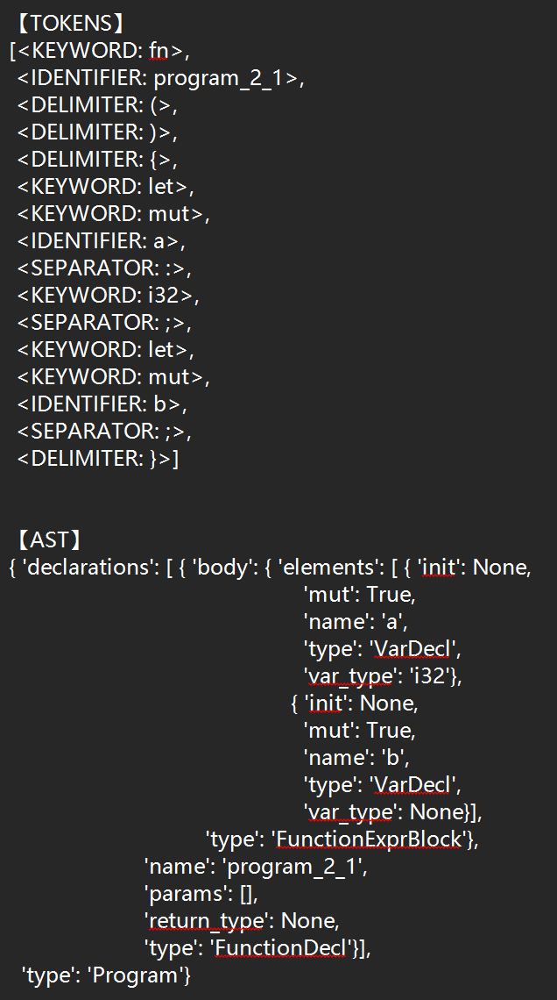 【TOKENS】
[<KEYWORD: fn>,
<IDENTIFIER: program_2_1>,
<DELIMITER: (>,
<DELIMITER: )>,
<DELIMITER: {>,
<KEYWORD: let>,
<KEYWORD: mut>,
<IDENTIFIER: a>,
<SEPARATOR: :>,
<KEYWORD: i32>,
<SEPARATOR: ;>,
<KEYWORD: let>,
<KEYWORD: mut>,
<IDENTIFIER: b>,
<SEPARATOR: ;>,
<DELIMITER: }>]
【AST】
{ 'declarations': [ { 'body': { 'elements': [ { 'init': None,
'mut': True,
'name': 'a',
'type': 'VarDecl',
'var_type': 'i32'},
{ 'init': None,
'mut': True,
'name': 'b',
'type': 'VarDecl',
'var_type': None}],
'type': 'FunctionExprBlock'},
'name': 'program_2_1',
'params': [],
'return_type': None,
'type': 'FunctionDecl'}],
'type': 'Program'}